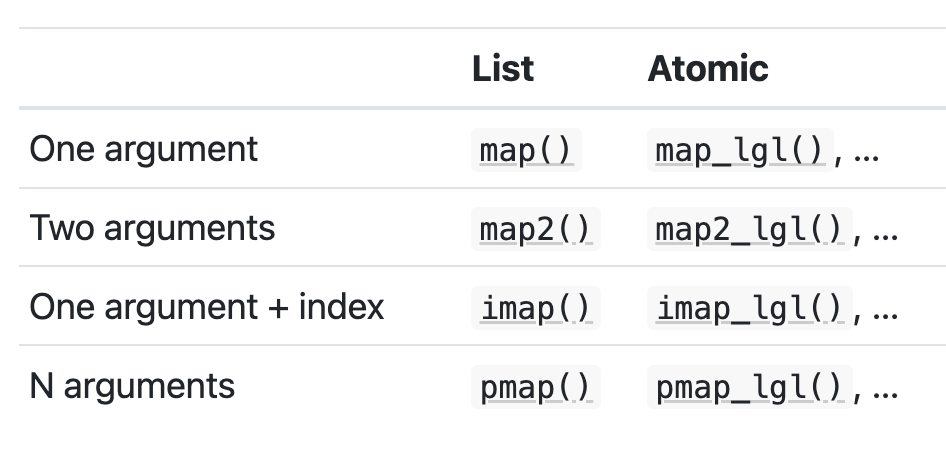 List Atomic
One argument map() map_lgl(), ...
Two arguments map2() map2_lgl(), ...
One argument + index imap() imap_lgl(), ...
N arguments pmap() pmap_lgl(), ...